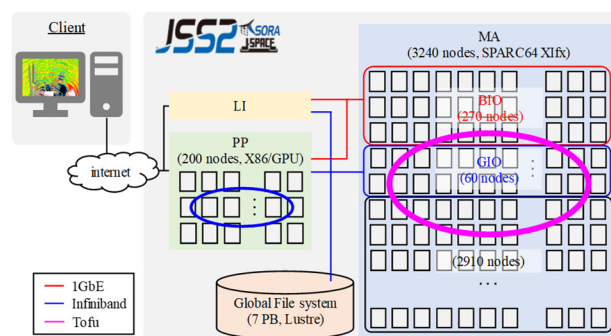 Client
JSS2 SORA
JSPACE
MA
(3240 nodes, SPARC64 XIfx)
LI
BIO
(270 nodes)
PP
(200 nodes, X86/GPU)
GIO
(60 nodes)
internet
(2910 nodes)
...
1GbE
Infiniband
Tofu
Global File system
(7 PB, Lustre)